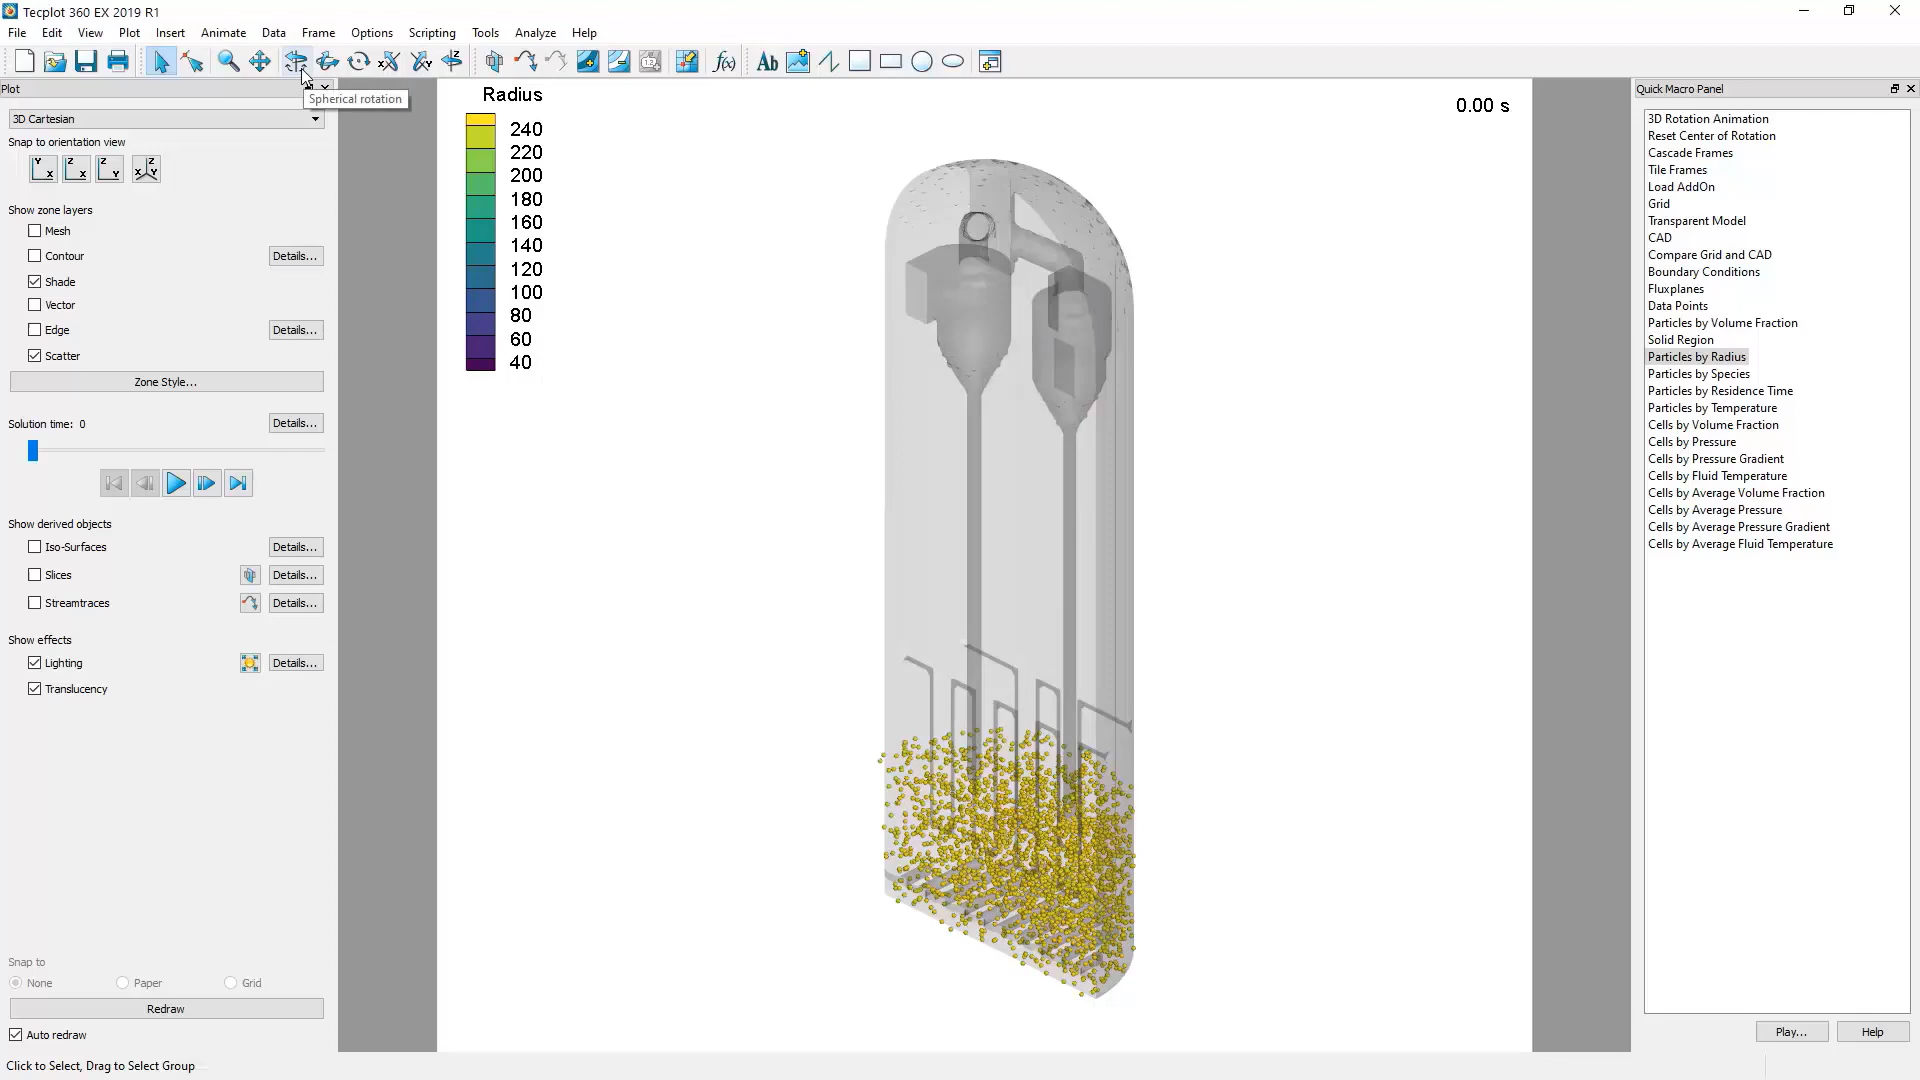 Tecplot 360 EX 2019 R1
File Edit View Plot Insert Animate Data Frame Options Scripting Tools Analyze Help
Plot
Spherical rotation
3D Cartesian
Snap to orientation view
Show zone layers
Mesh
Contour Details...
Shade
Vector
Edge Details...
Scatter
Zone Style...
Solution time: 0 Details...
Show derived objects
Iso-Surfaces Details...
Slices Details...
Streamtraces Details...
Show effects
Lighting Details...
Translucency
Snap to
None Paper Grid
Redraw
Auto redraw
Click to Select, Drag to Select Group
Radius
240
220
200
180
160
140
120
100
80
60
40
0.00 s
Quick Macro Panel
3D Rotation Animation
Reset Center of Rotation
Cascade Frames
Tile Frames
Load AddOn
Grid
Transparent Model
CAD
Compare Grid and CAD
Boundary Conditions
Fluxplanes
Data Points
Particles by Volume Fraction
Solid Region
Particles by Radius
Particles by Species
Particles by Residence Time
Particles by Temperature
Cells by Volume Fraction
Cells by Pressure
Cells by Pressure Gradient
Cells by Fluid Temperature
Cells by Average Volume Fraction
Cells by Average Pressure
Cells by Average Pressure Gradient
Cells by Average Fluid Temperature
Play... Help